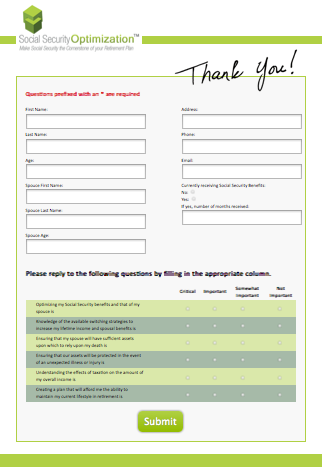 Social Security Optimization™
Make Social Security the Cornerstone of your Retirement Plan
Thank You!
Questions prefixed with an * are required
First Name:
Address:
Last Name:
Phone:
Age:
Email:
Spouse First Name:
Currently receiving Social Security Benefits:
No:
Yes:
Spouse Last Name:
If yes, number of months received:
Spouse Age:
Please reply to the following questions by filling in the appropriate column.
Critical Important Somewhat Important Not Important
Optimizing my Social Security benefits and that of my
spouse is
Knowledge of the available switching strategies to
increase my lifetime income and spousal benefits is
Ensuring that my spouse will have sufficient assets
upon which to rely upon my death is
Ensuring that our assets will be protected in the event
of an unexpected illness or injury is
Understanding the effects of taxation on the amount of
my overall income is
Creating a plan that will afford me the ability to
maintain my current lifestyle in retirement is
Submit